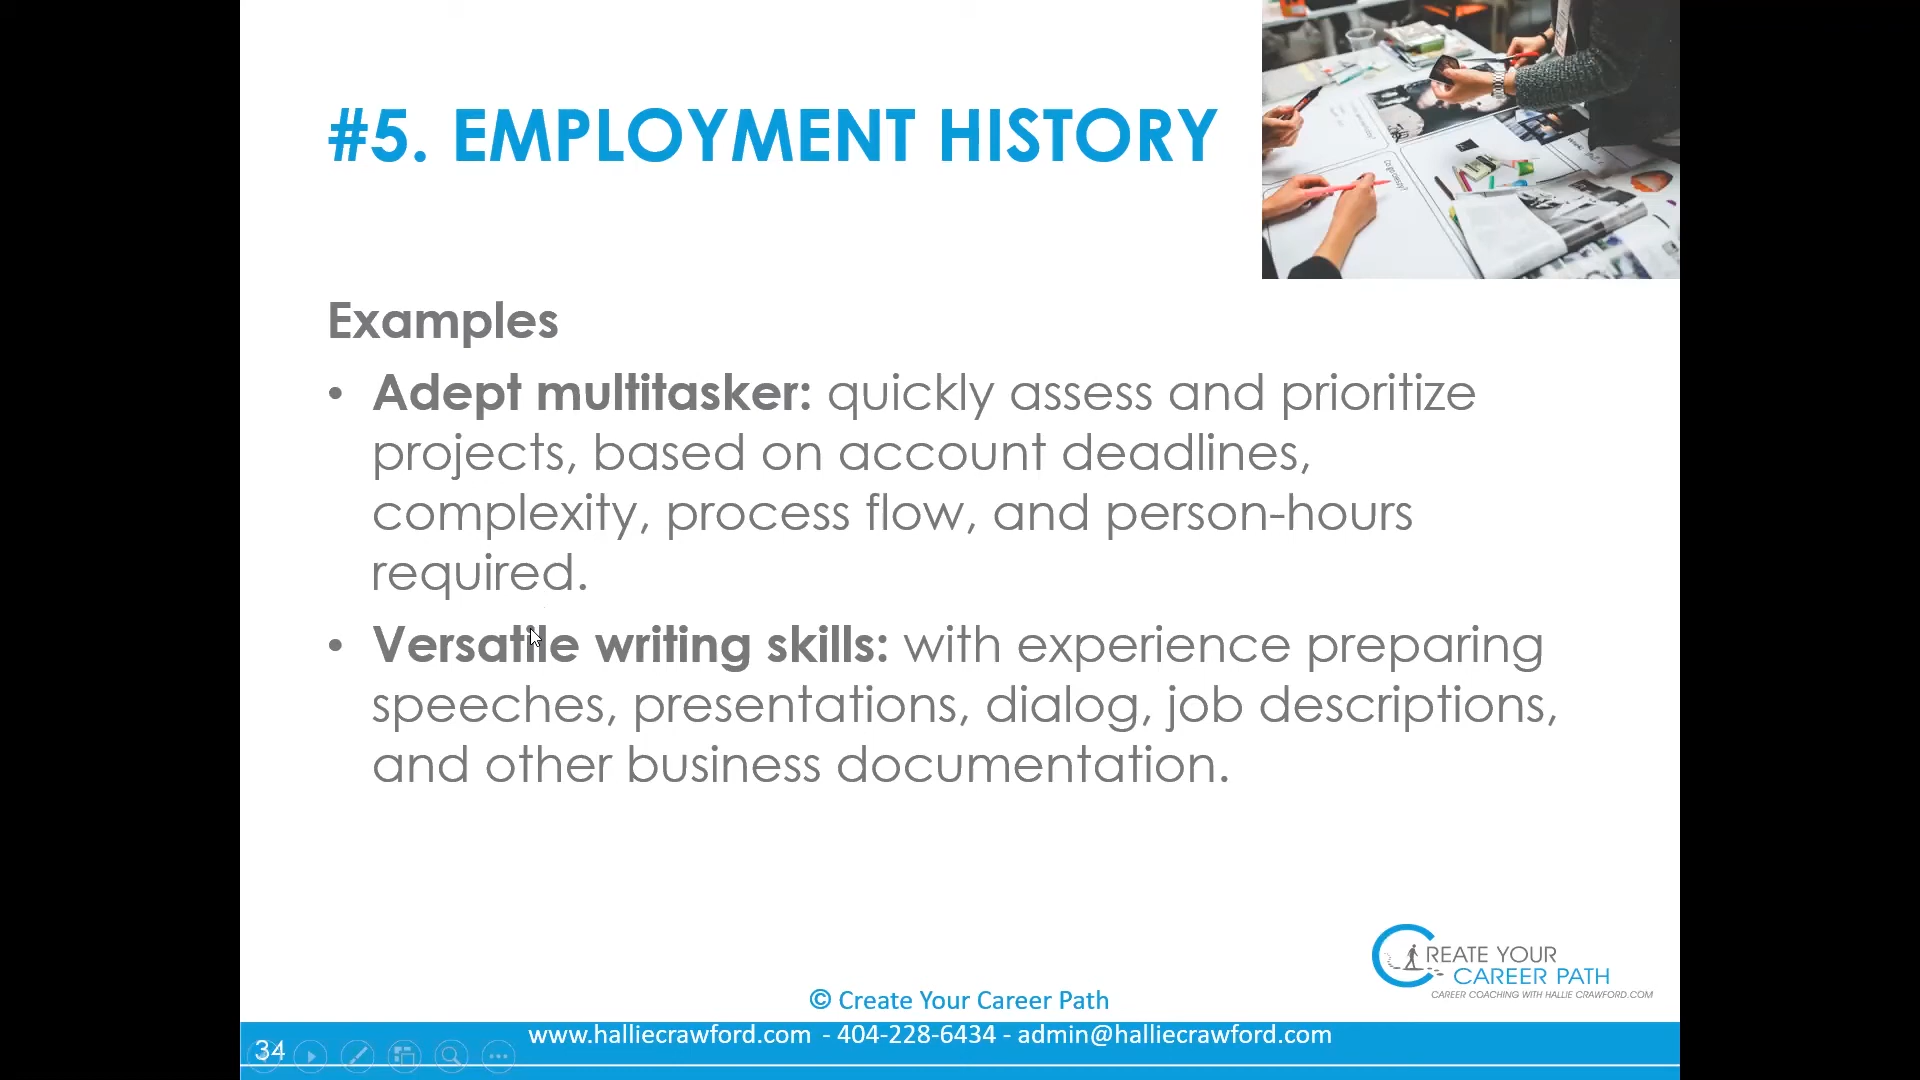 #5. EMPLOYMENT HISTORY
Examples
• Adept multitasker: quickly assess and prioritize
projects, based on account deadlines,
complexity, process flow, and person-hours
required.
• Versatile writing skills: with experience preparing
speeches, presentations, dialog, job descriptions,
and other business documentation.
CREATE YOUR
CAREER PATH
CAREER COACHING WITH HALLIE CRAWFORD.COM
© Create Your Career Path
www.halliecrawford.com - 404-228-6434 - admin@halliecrawford.com
34